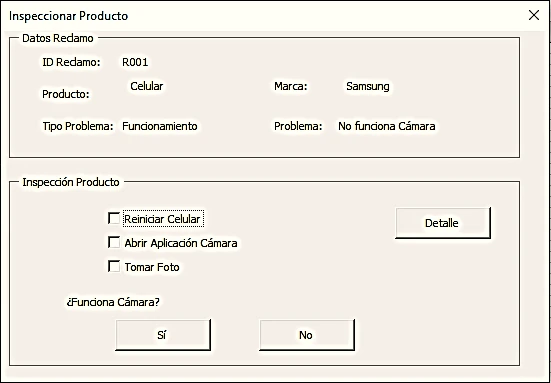 Inspeccionar Producto
Datos Reclamo
ID Reclamo: R001
Producto: Celular Marca: Samsung
Tipo Problema: Funcionamiento Problema: No funciona Cámara
Inspección Producto
Reiniciar Celular
Detalle
Abrir Aplicación Cámara
Tomar Foto
¿Funciona Cámara?
Sí No